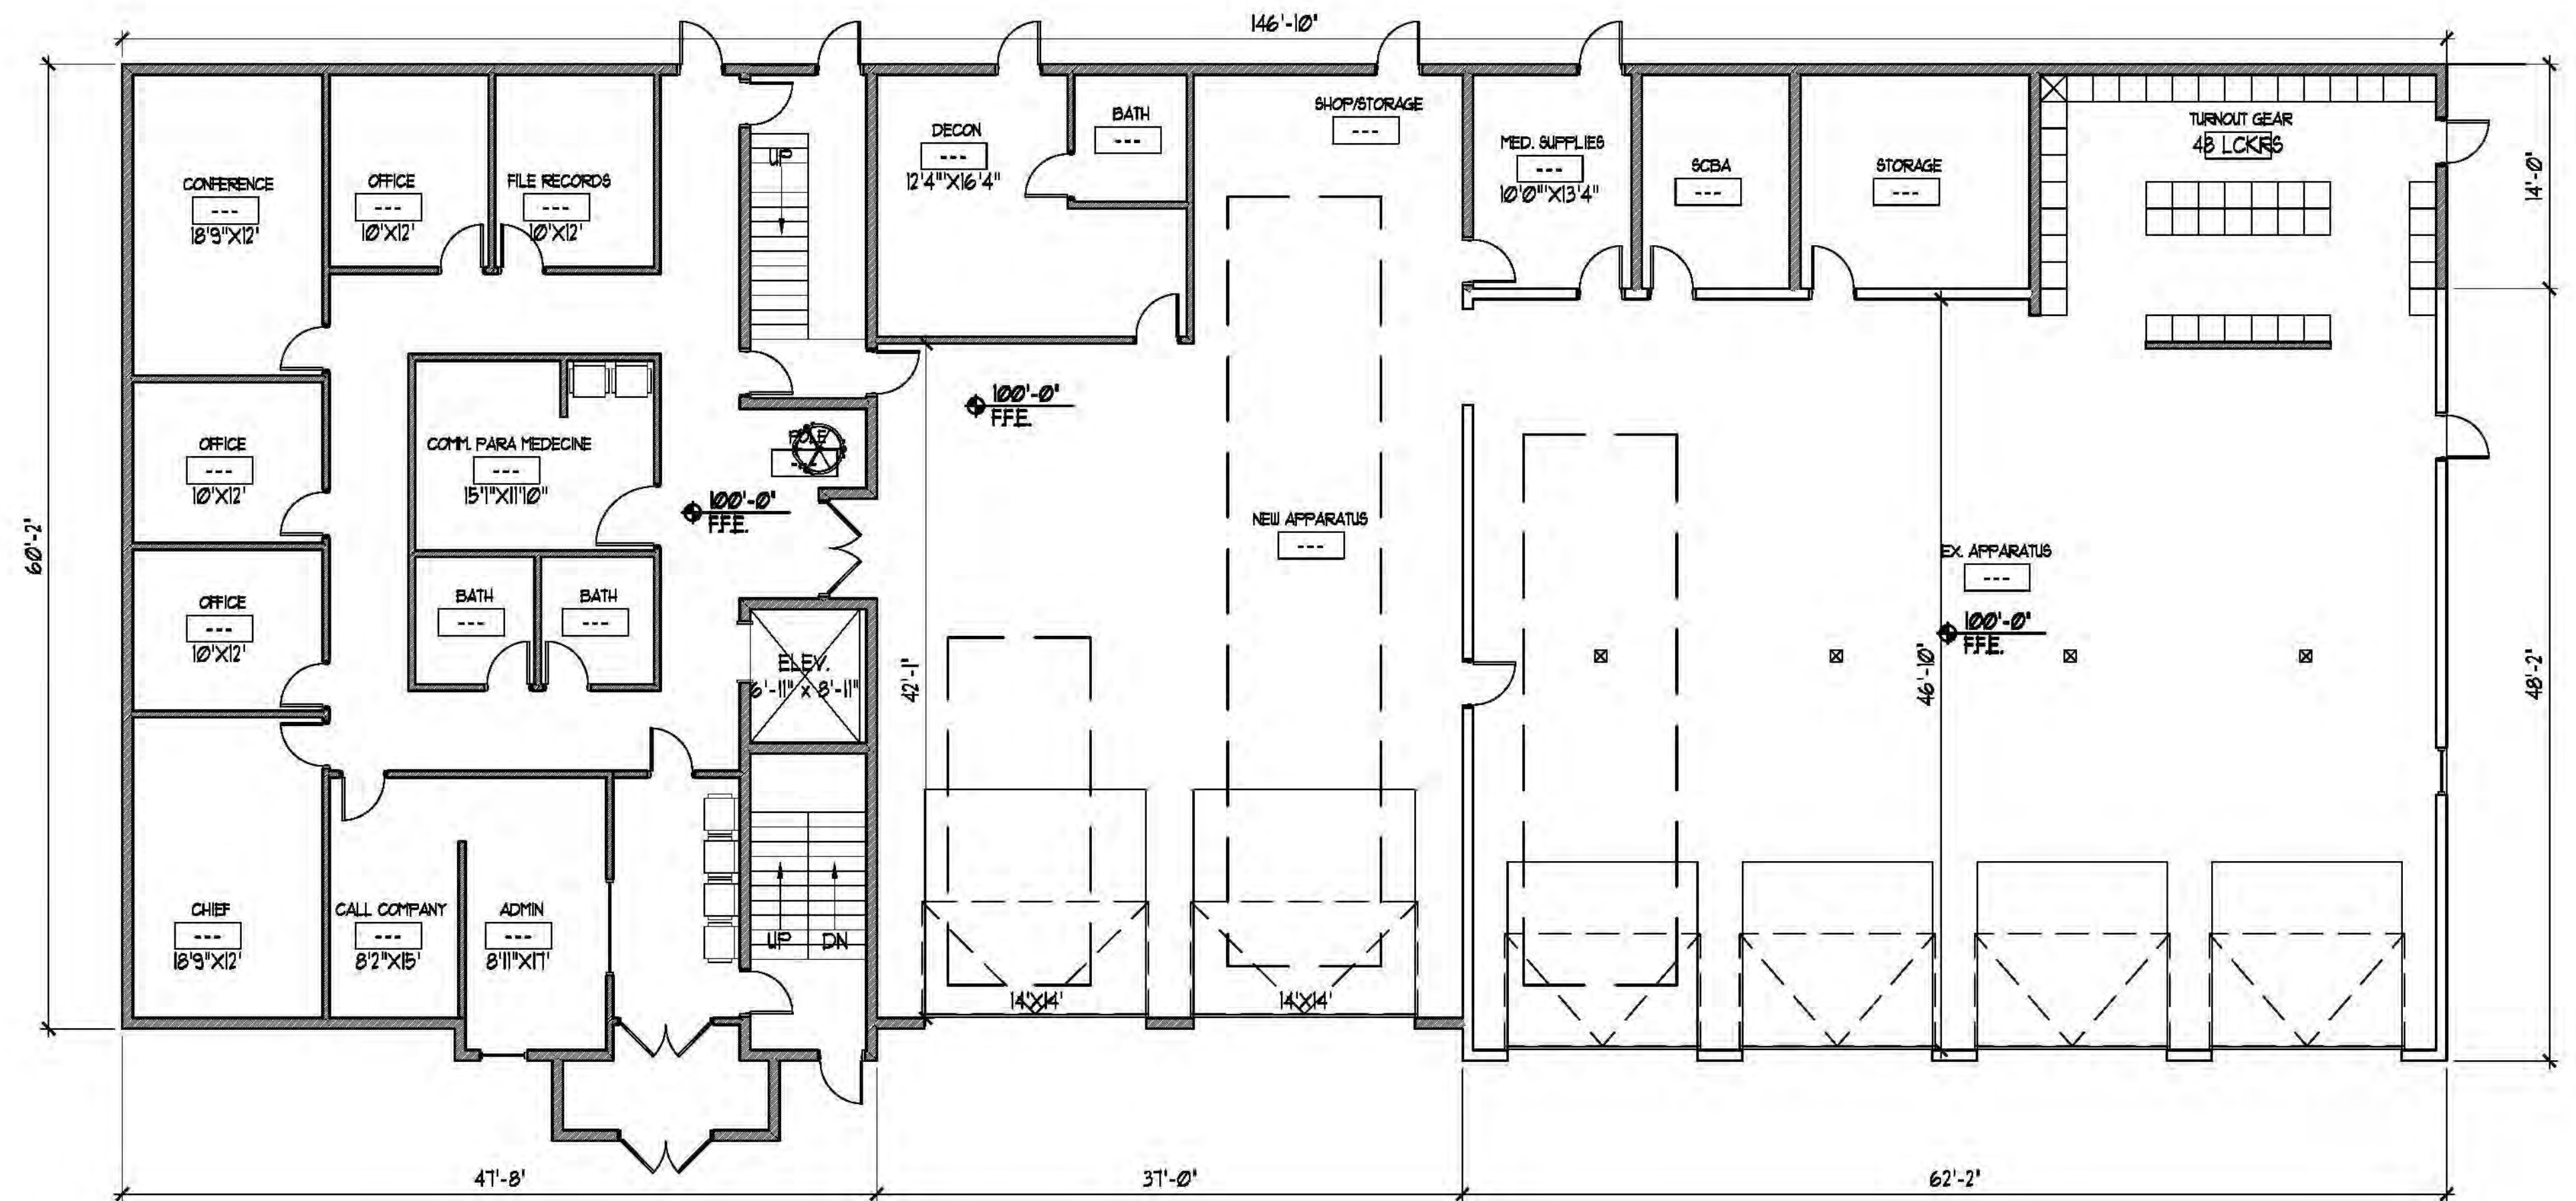 146'-10"
60'-2"
14'-0"
48'-2"
CONFERENCE
---
18'9"X12'
OFFICE
---
10'X12'
FILE RECORDS
---
10'X12'
UP
DECON
---
12'4"X16'4"
BATH
---
SHOP/STORAGE
---
MED. SUPPLIES
---
10'0"X13'4"
SCBA
---
STORAGE
---
TURNOUT GEAR
48 LCKRS
OFFICE
---
10'X12'
COMM. PARA MEDECINE
---
15'1"X11'10"
POLE
100'-0"
F.F.E.
100'-0"
F.F.E.
NEW APPARATUS
---
EX. APPARATUS
---
100'-0"
F.F.E.
OFFICE
---
10'X12'
BATH
---
BATH
---
ELEV.
6'-11" x 8'-11"
42'-1"
46'-10"
CHIEF
---
18'9"X12'
CALL COMPANY
---
8'2"X15'
ADMIN
---
8'11"X17'
UP
DN
14'X14'
14'X14'
47'-8"
37'-0"
62'-2"